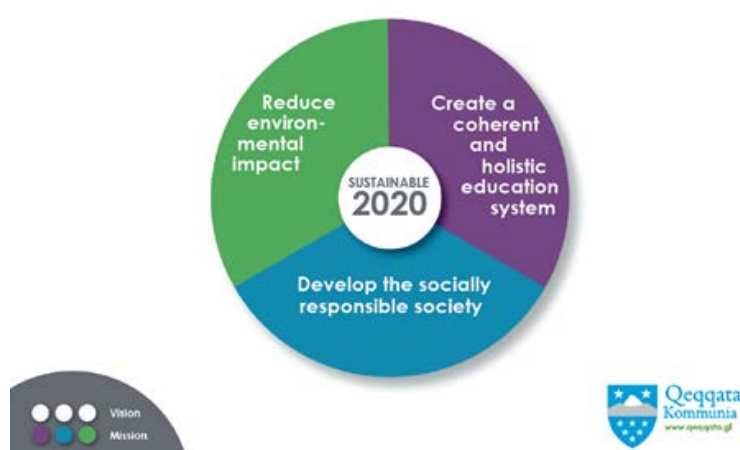 Reduce
environ-
mental
impact
Create a
coherent
and
holistic
education
system
SUSTAINABLE
2020
Develop the socially
responsible society
Vision
Mission
Qeqqata
Kommunia
www.qeqqata.gl